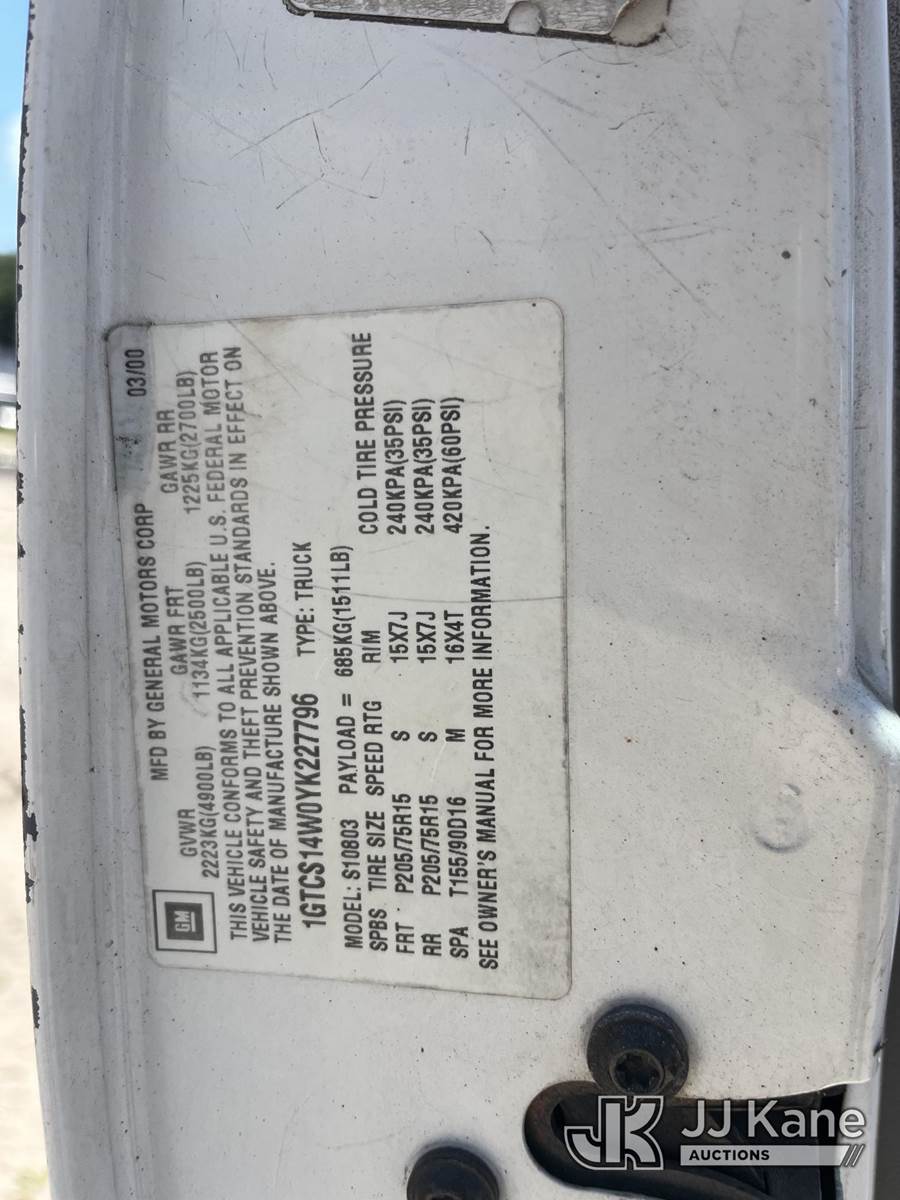 MFD BY GENERAL MOTORS CORP 03/00
GM
GVWR GAWR FRT GAWR RR
2223KG(4900LB) 1134KG(2500LB) 1225KG(2700LB)
THIS VEHICLE CONFORMS TO ALL APPLICABLE U.S. FEDERAL MOTOR
VEHICLE SAFETY AND THEFT PREVENTION STANDARDS IN EFFECT ON
THE DATE OF MANUFACTURE SHOWN ABOVE.
1GTCS14W0YK227796 TYPE: TRUCK
MODEL: S10803 PAYLOAD = 685KG(1511LB)
SPBS TIRE SIZE SPEED RTG RIM COLD TIRE PRESSURE
FRT P205/75R15 S 15X7J 240KPA(35PSI)
RR P205/75R15 S 15X7J 240KPA(35PSI)
SPA T155/90D16 M 16X4T 420KPA(60PSI)
SEE OWNER'S MANUAL FOR MORE INFORMATION.
JK JJ Kane
AUCTIONS